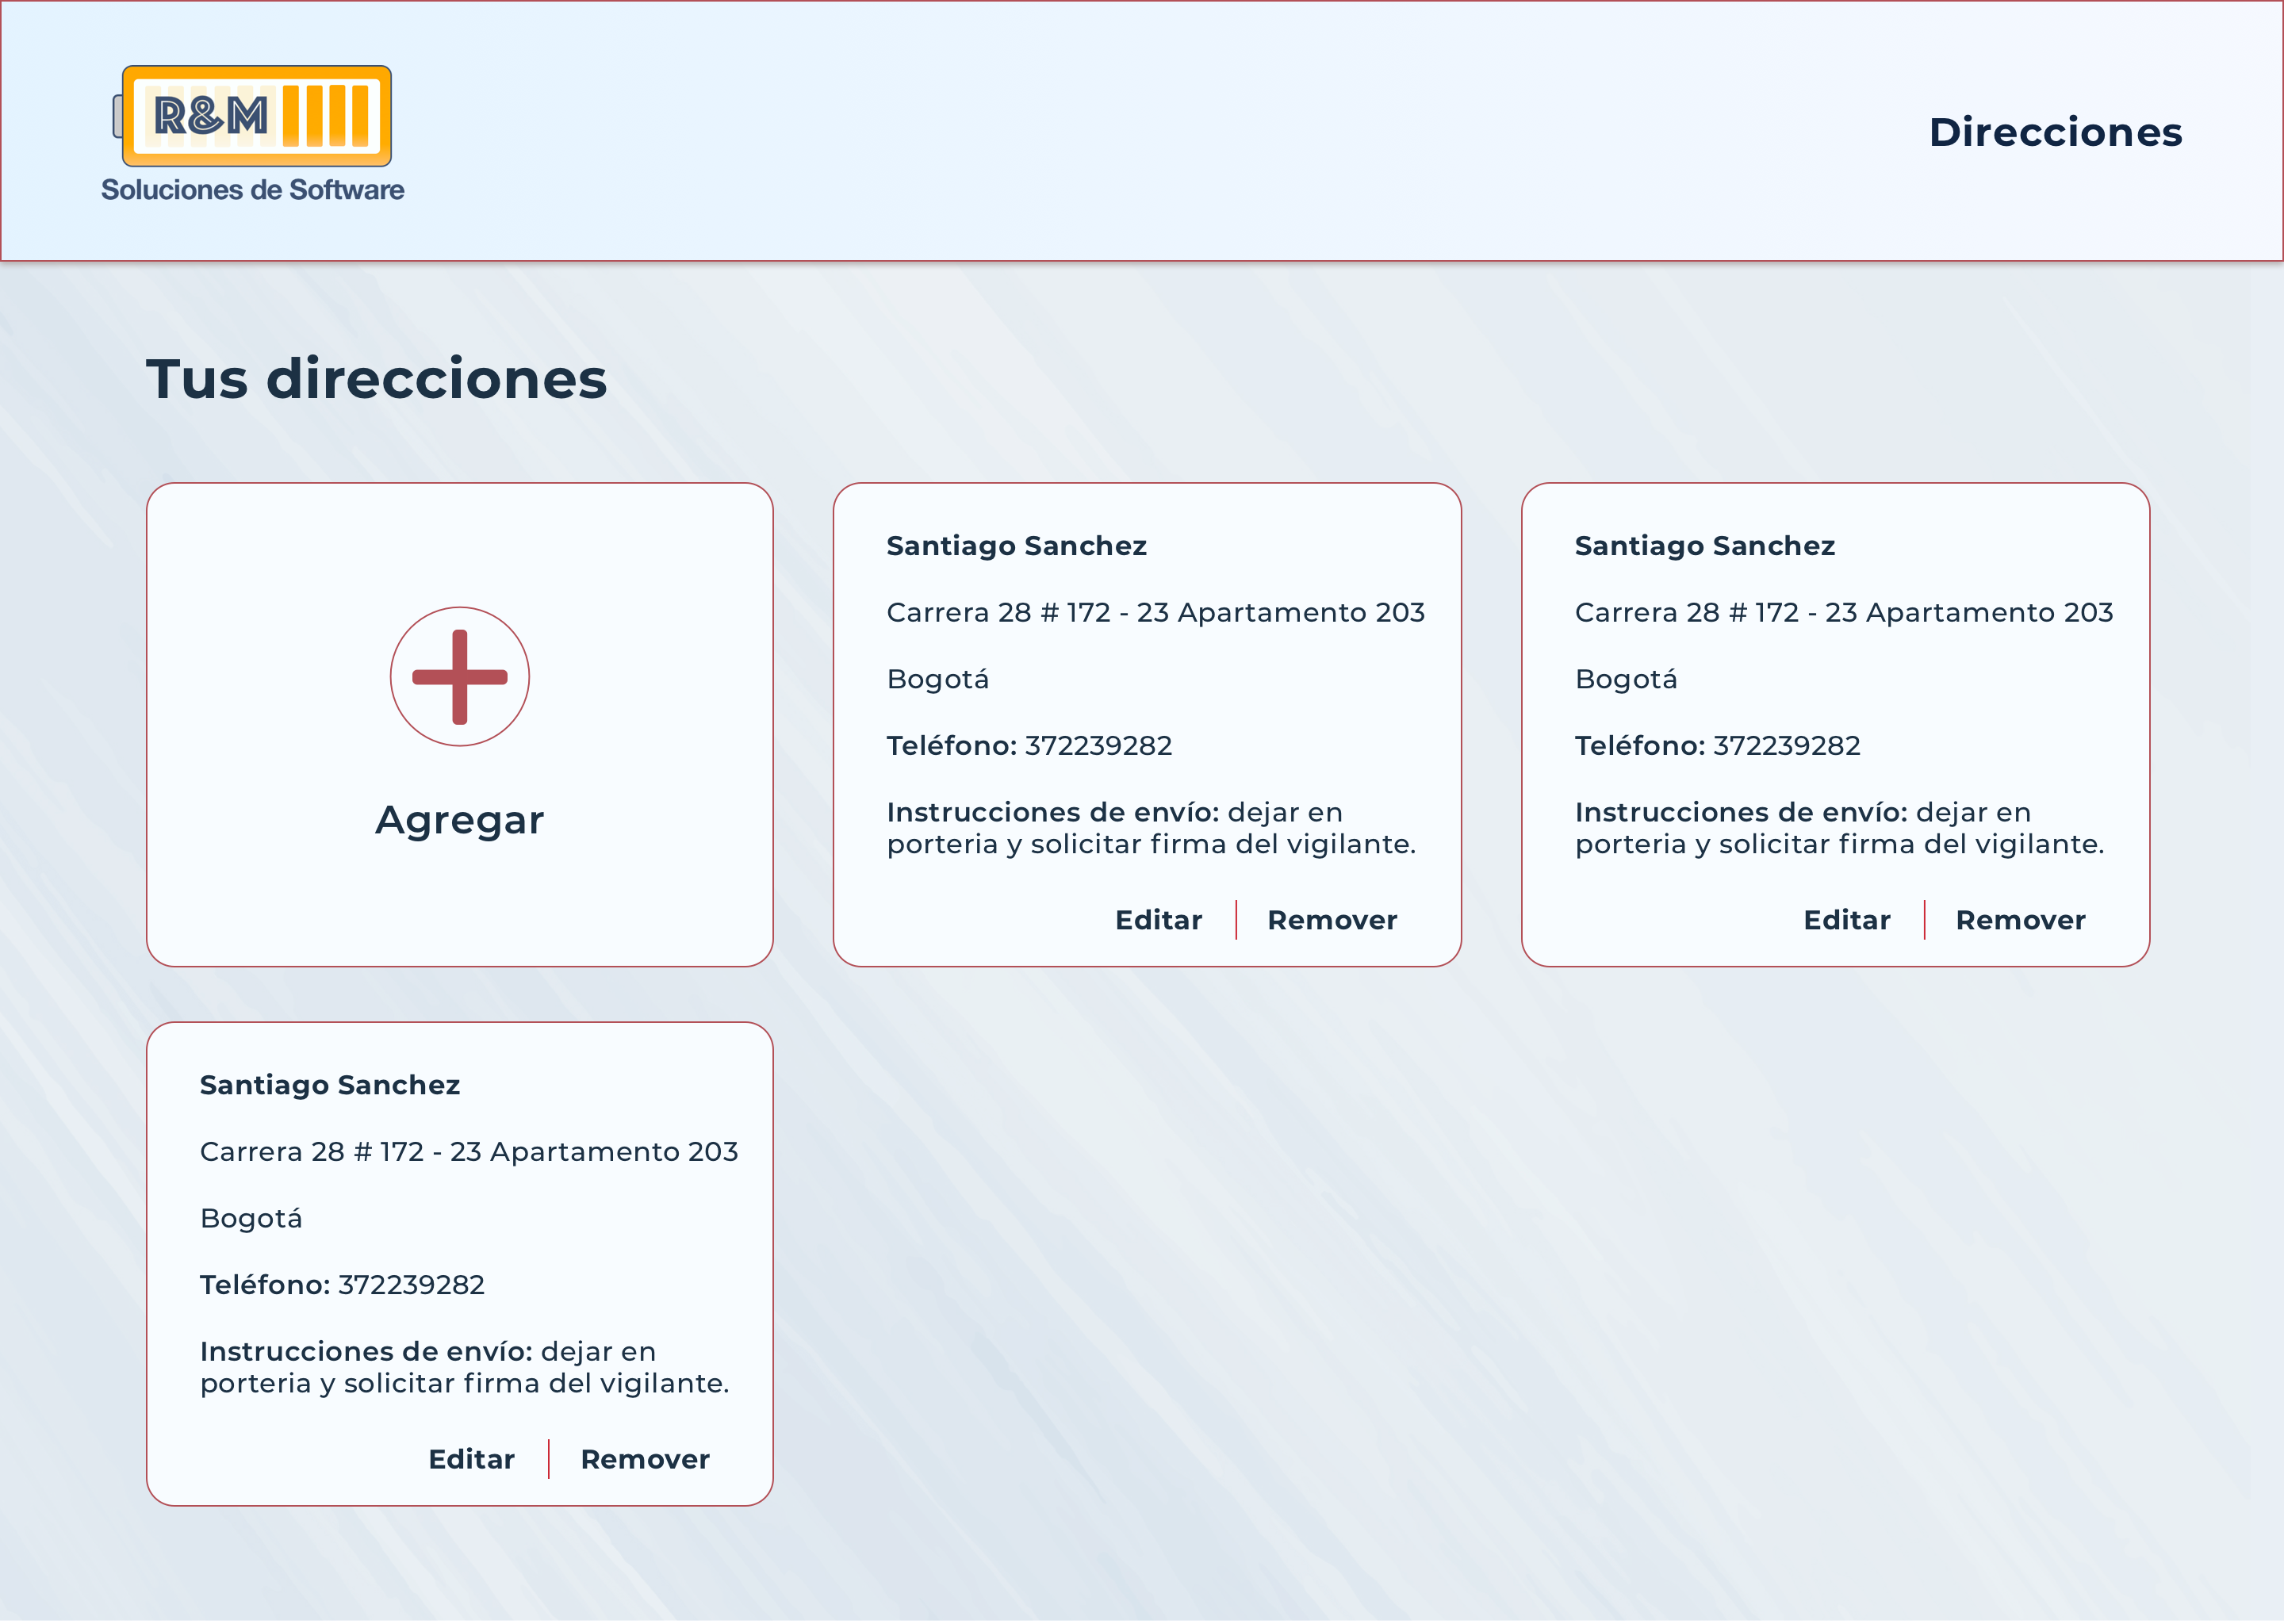 R&M
Soluciones de Software
Direcciones
Tus direcciones
Agregar
Santiago Sanchez
Carrera 28 # 172 - 23 Apartamento 203
Bogotá
Teléfono: 372239282
Instrucciones de envío: dejar en
porteria y solicitar firma del vigilante.
Editar
Remover
Santiago Sanchez
Carrera 28 # 172 - 23 Apartamento 203
Bogotá
Teléfono: 372239282
Instrucciones de envío: dejar en
porteria y solicitar firma del vigilante.
Editar
Remover
Santiago Sanchez
Carrera 28 # 172 - 23 Apartamento 203
Bogotá
Teléfono: 372239282
Instrucciones de envío: dejar en
porteria y solicitar firma del vigilante.
Editar
Remover